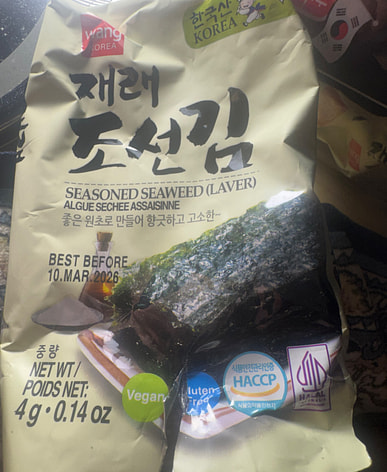 wang
KOREA
한국산
KOREA
재래
조선김
SEASONED SEAWEED (LAVER)
ALGUE SECHEE ASSAISINNE
좋은 원초로 만들어 향긋하고 고소한~
BEST BEFORE
10.MAR.2026
중량
NET WT/
POIDS NET:
4g • 0.14 oz
Vegan
Gluten
Free
HACCP
HALAL